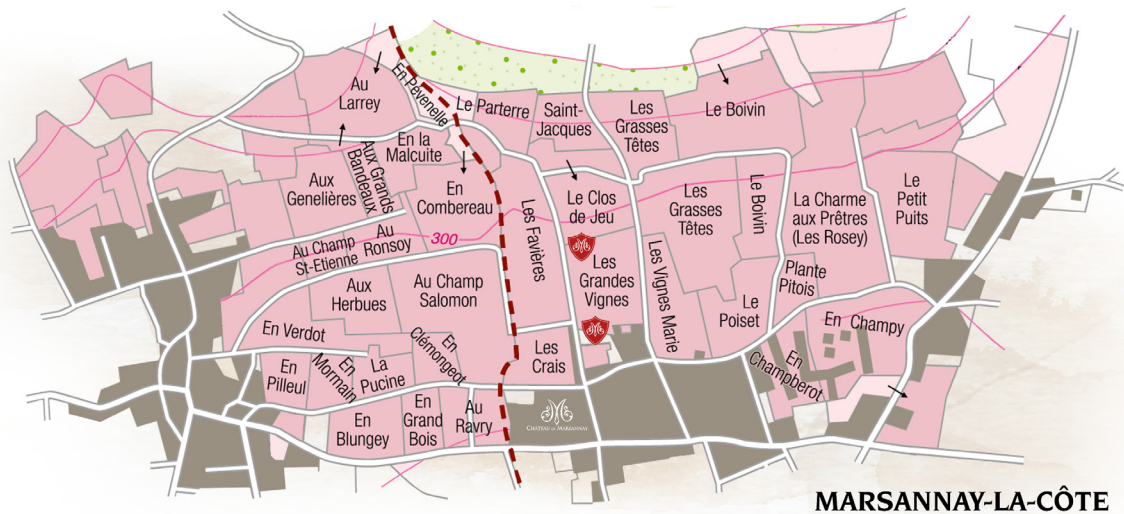 Au
Larrey
En Pévenelle
Le Parterre
Saint-
Jacques
Les
Grasses
Têtes
Le Boivin
En la
Malcuite
Aux Grands
Bandeaux
Aux
Genelières
En
Combereau
Les Favières
Le Clos
de Jeu
Les
Grasses
Têtes
Le Boivin
La Charme
aux Prêtres
(Les Rosey)
Le
Petit
Puits
Au Champ
St-Etienne
Au
Ronsoy
300
Les
Grandes
Vignes
Les Vignes Marie
Plante
Pitois
Aux
Herbues
Au Champ
Salomon
Le
Poiset
En Champy
En Verdot
En
Clémongeot
Les
Crais
En
Champberot
En
Pilleul
En
Mormain
La
Pucine
En
Blungey
En
Grand
Bois
Au
Ravry
M
Château de Marsannay
MARSANNAY-LA-CÔTE